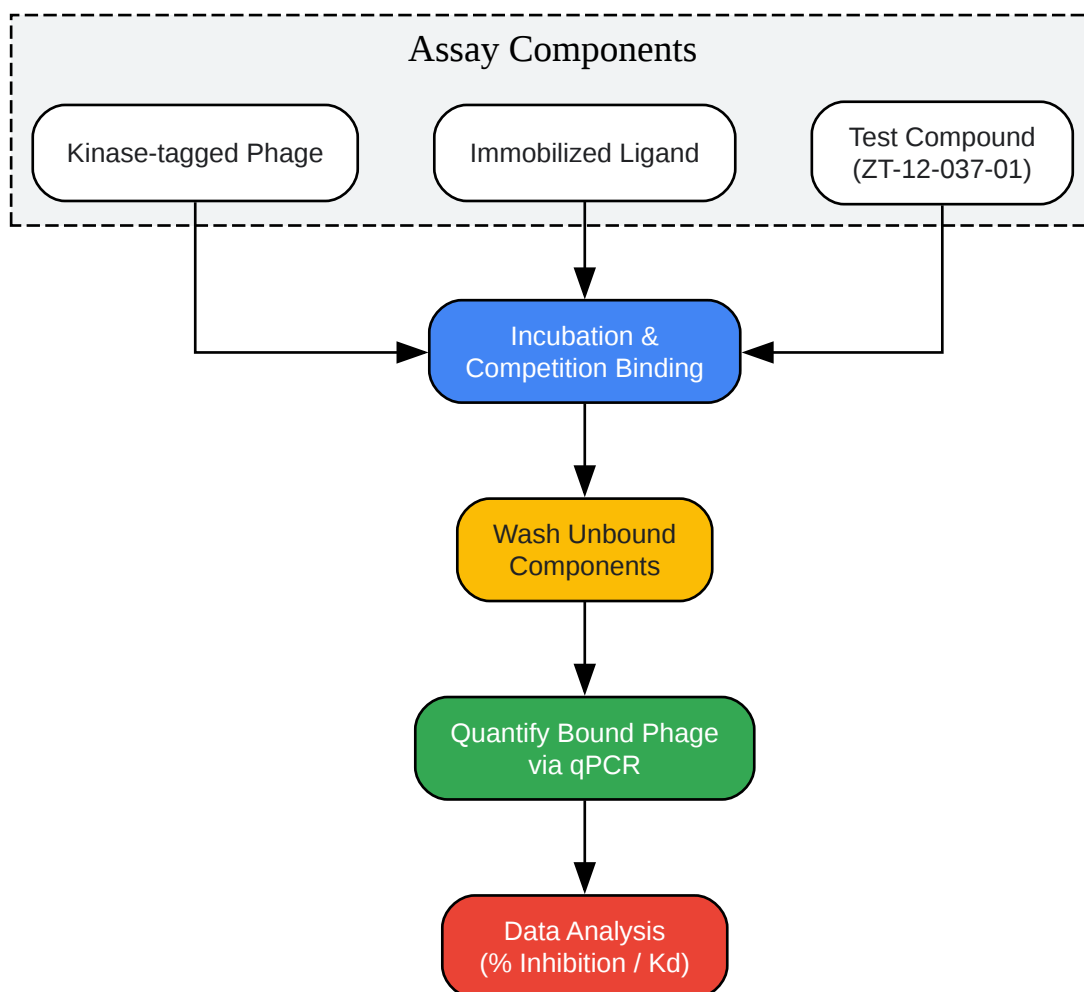 Assay Components
Kinase-tagged Phage
Immobilized Ligand
Test Compound
(ZT-12-037-01)
Incubation &
Competition Binding
Wash Unbound
Components
Quantify Bound Phage
via qPCR
Data Analysis
(% Inhibition / Kd)